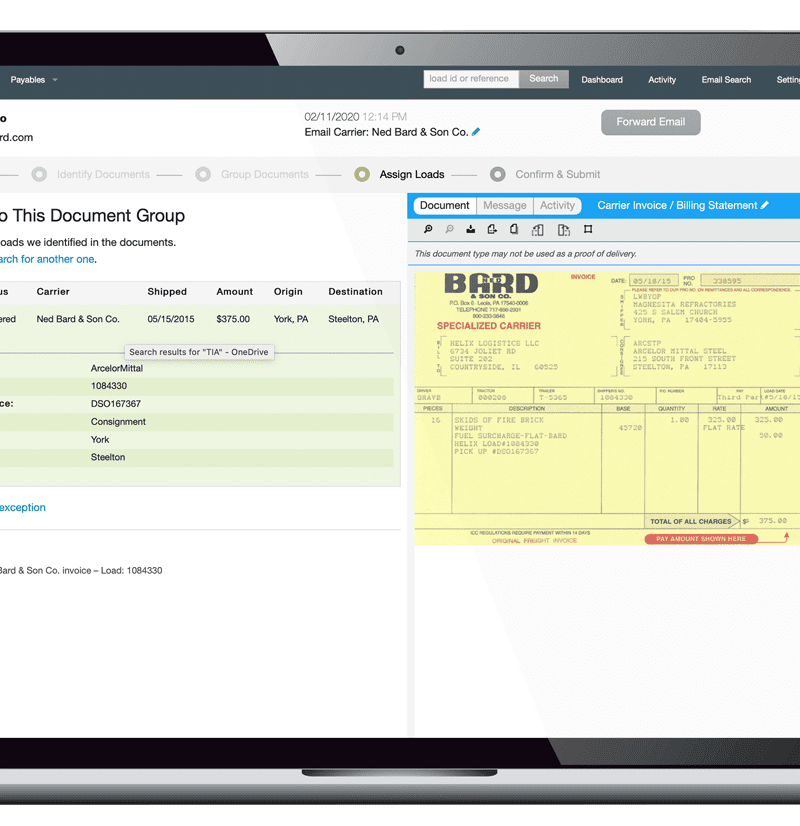 Payables
load id or reference Search Dashboard Activity Email Search Settin
o
rd.com
02/11/2020 12:14 PM
Email Carrier: Ned Bard & Son Co.
Forward Email
Identify Documents Group Documents Assign Loads Confirm & Submit
o This Document Group
oads we identified in the documents.
arch for another one.
us Carrier Shipped Amount Origin Destination
ered Ned Bard & Son Co. 05/15/2015 $375.00 York, PA Steelton, PA
Search results for "TIA" - OneDrive
ArcelorMittal
1084330
ce: DSO167367
Consignment
York
Steelton
exception
Bard & Son Co. invoice – Load: 1084330
Document Message Activity Carrier Invoice / Billing Statement
This document type may not be used as a proof of delivery.
NED
BARD
& SON CO.
P.O. Box 6 · Leola, PA 17540-0006
TELEPHONE 717-656-2831
800-233-3848
SPECIALIZED CARRIER
INVOICE
DATE: 05/18/15 PRO NO. 338595
PLEASE REFER TO OUR PRO NO. ON REMITTANCES AND ALL CORRESPONDENCE.
LWBYOF
MAGNESITA REFRACTORIES
425 S SALEM CHURCH
YORK, PA 17404-5955
BILL TO
HELIX LOGISTICS LLC
6734 JOLIET RD
SUITE 202
COUNTRYSIDE, IL 60525
ARCETP
ARCELOR MITTAL STEEL
215 SOUTH FRONT STREET
STEELTON, PA 17113
DRIVER TRACTOR TRAILER SHIPPER'S NO. P/C NUMBER PAY LOAD DATE
GRAVB 000206 T-5365 1084330 Third Par 5/18/15
PIECES DESCRIPTION BASE QUANTITY RATE AMOUNT
16 SKIDS OF FIRE BRICK 1.00 325.00 325.00
WEIGHT 45720 FLAT RATE
FUEL SURCHARGE-FLAT-BARD 50.00
HELIX LOAD#1084330
PICK UP #DSO167367
TOTAL OF ALL CHARGES $ 375.00
ICC REGULATIONS REQUIRE PAYMENT WITHIN 14 DAYS
ORIGINAL FREIGHT INVOICE
PAY AMOUNT SHOWN HERE